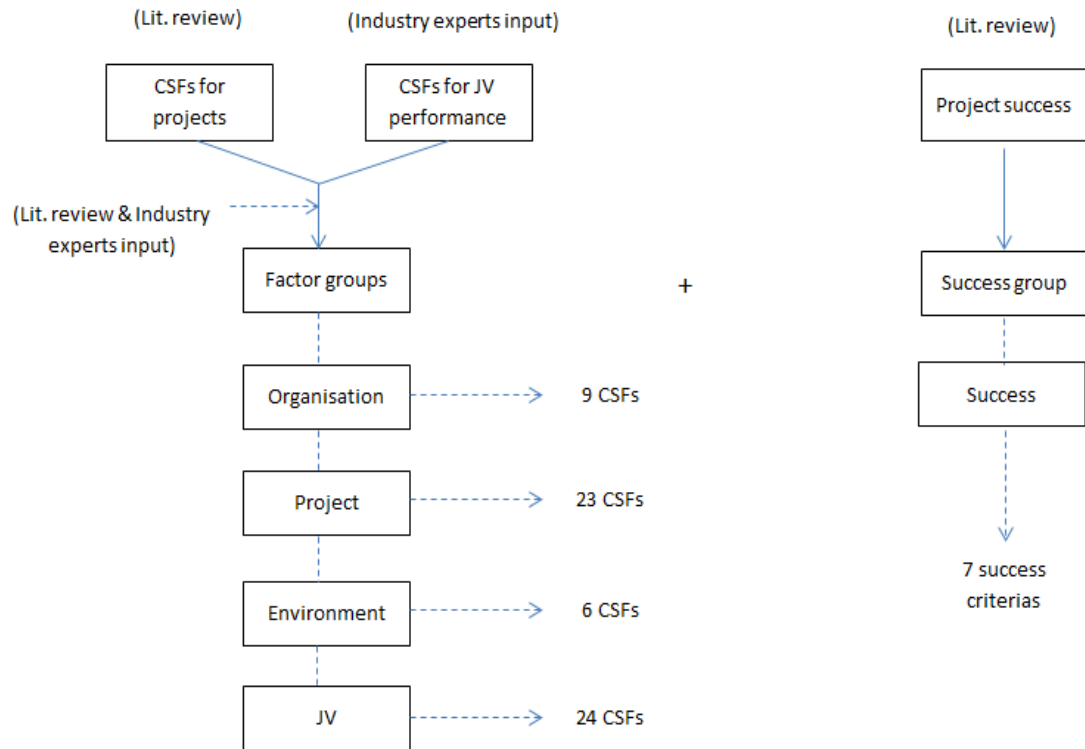 (Lit. review)
(Industry experts input)
(Lit. review)
CSFs for
projects
CSFs for JV
performance
Project success
(Lit. review & Industry
experts input)
Factor groups
+
Success group
Organisation
9 CSFs
Success
Project
23 CSFs
7 success
criterias
Environment
6 CSFs
JV
24 CSFs